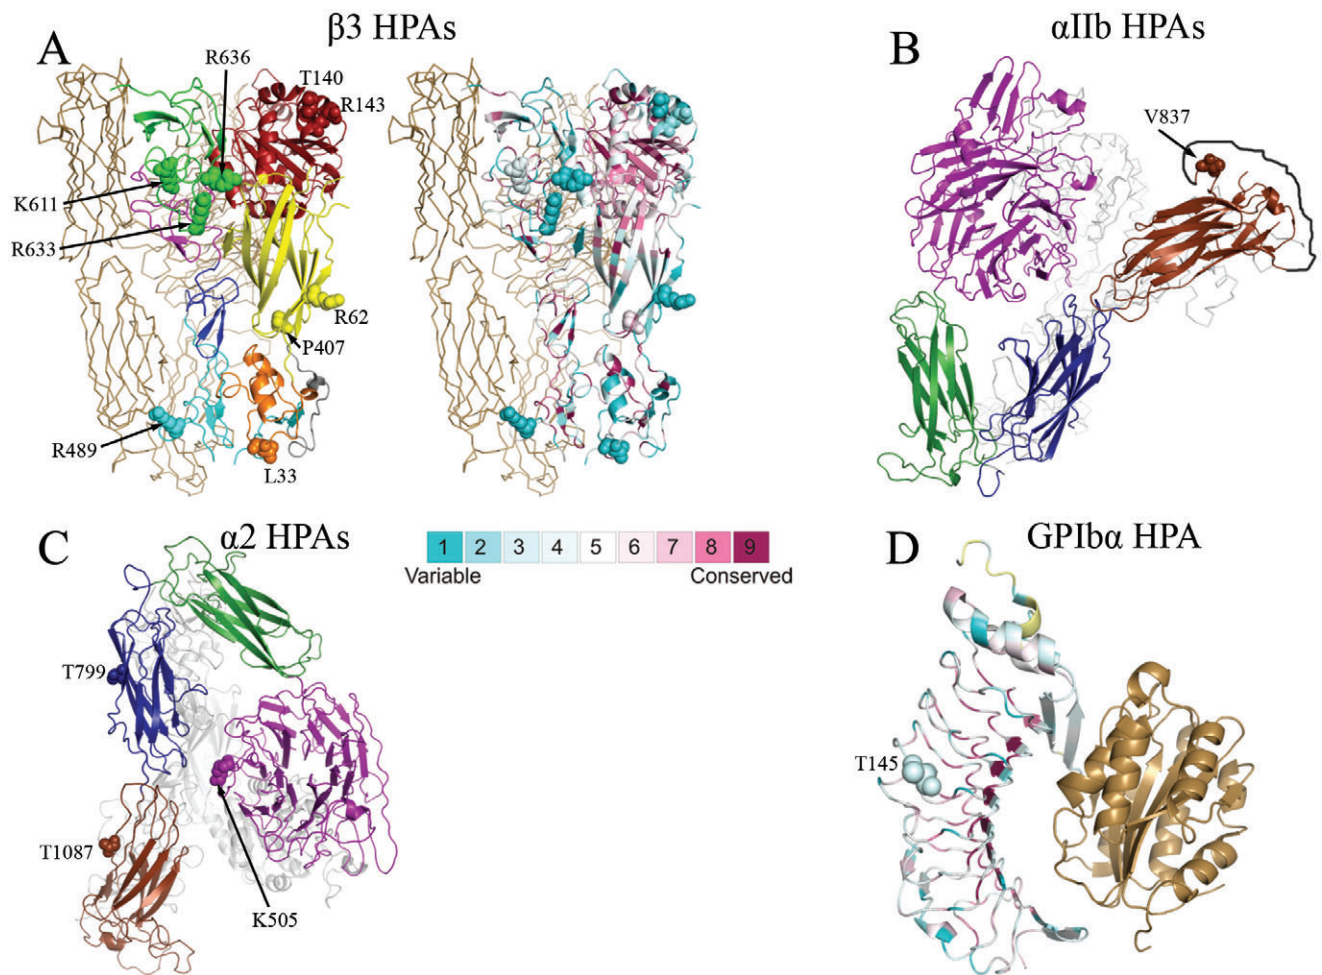 β3 HPAs
A
R636
T140
R143
K611
R633
R62
P407
R489
L33
B
αIIb HPAs
V837
C
α2 HPAs
T799
T1087
K505
1 2 3 4 5 6 7 8 9
Variable Conserved
D
GPIbα HPA
T145